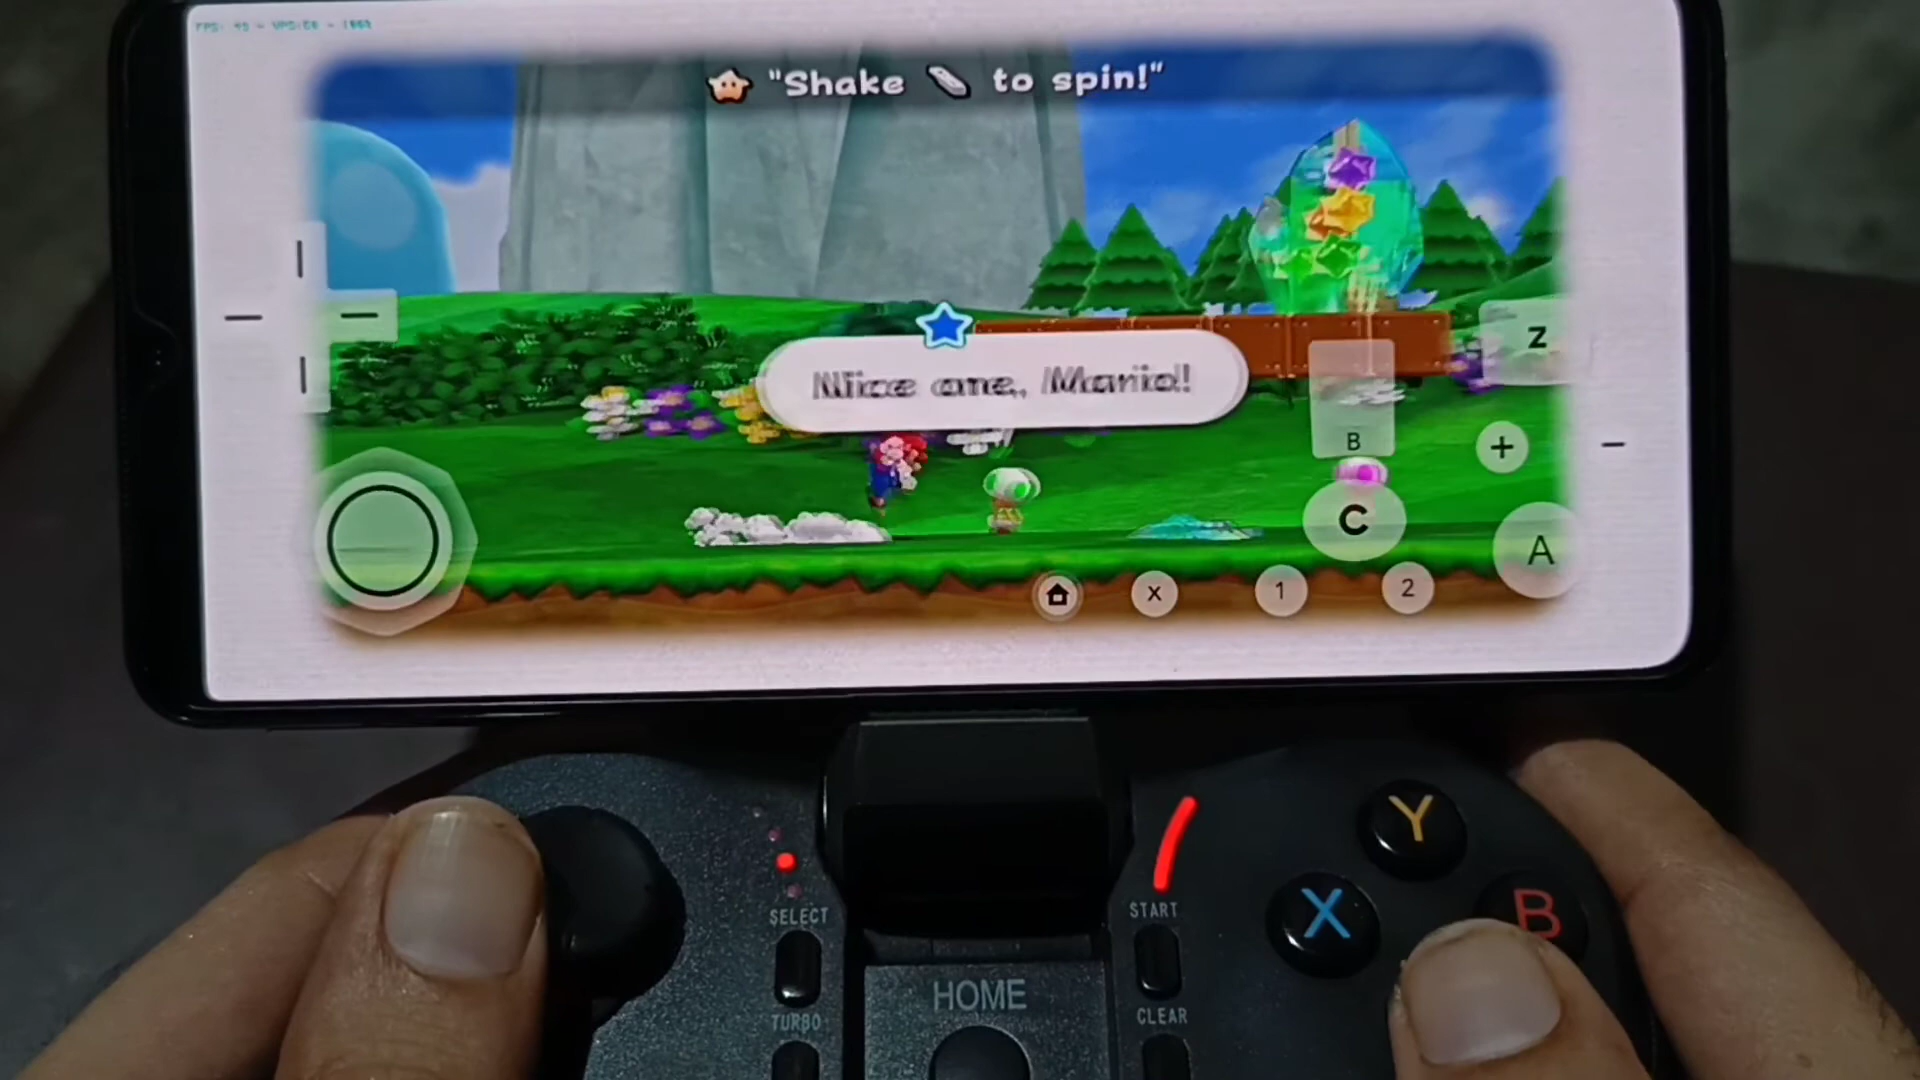 "Shake to spin!"
Nice one, Mario!
Z
B
+
C
A
x
1
2
Y
X
B
SELECT
START
HOME
TURBO
CLEAR